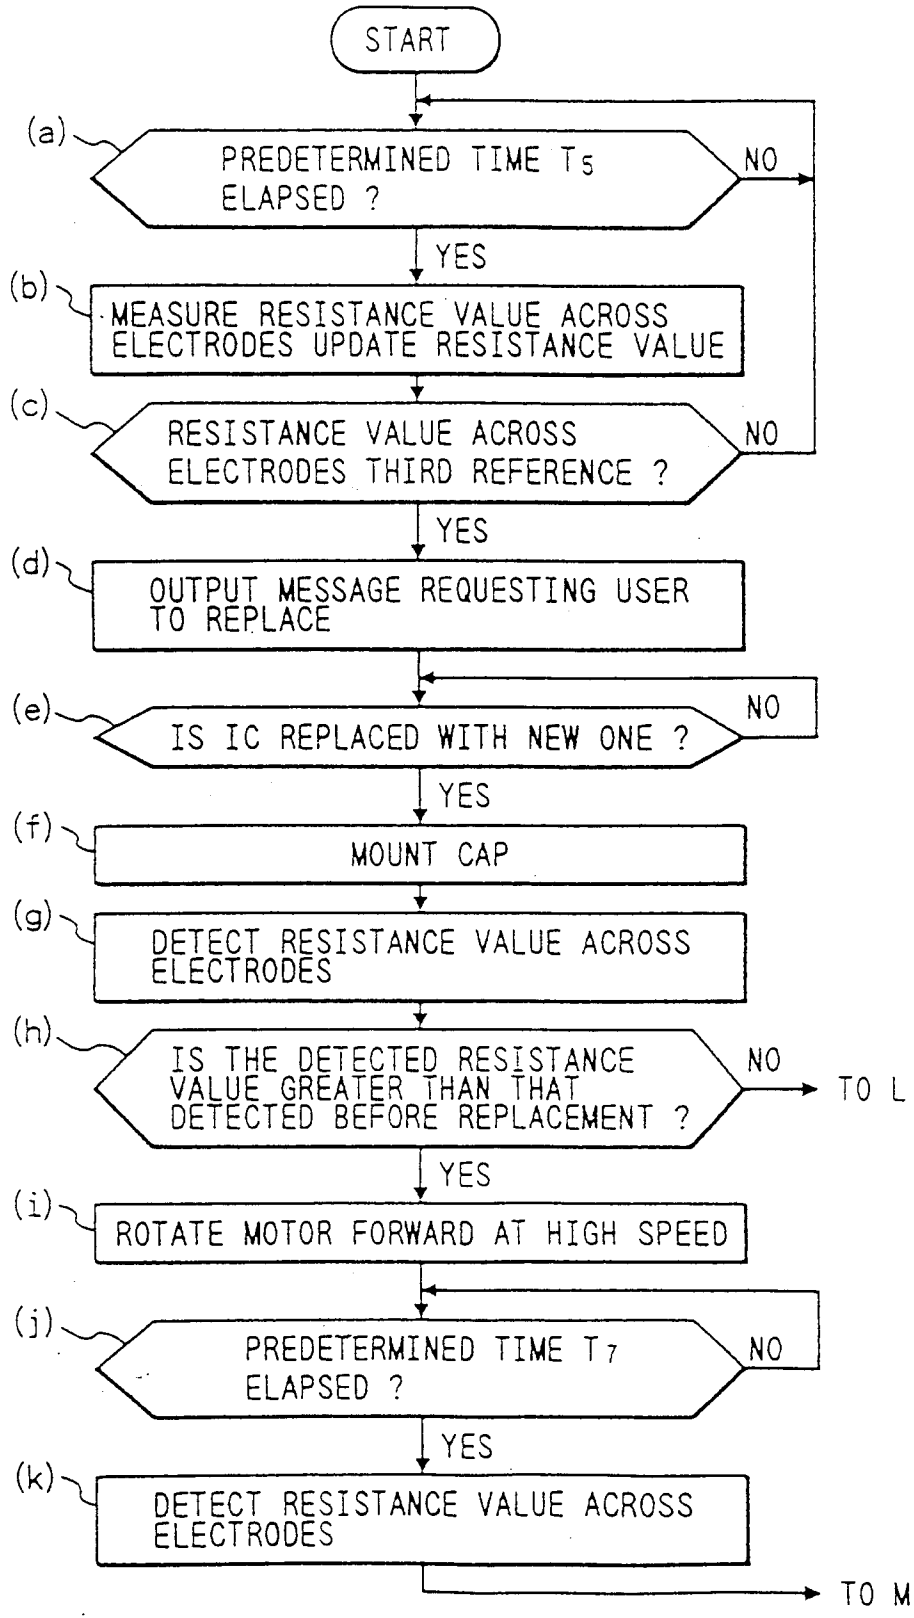 START
(a)
PREDETERMINED TIME T5
ELAPSED ?
NO
YES
(b)
MEASURE RESISTANCE VALUE ACROSS
ELECTRODES UPDATE RESISTANCE VALUE
(c)
RESISTANCE VALUE ACROSS
ELECTRODES THIRD REFERENCE ?
NO
YES
(d)
OUTPUT MESSAGE REQUESTING USER
TO REPLACE
(e)
IS IC REPLACED WITH NEW ONE ?
NO
YES
(f)
MOUNT CAP
(g)
DETECT RESISTANCE VALUE ACROSS
ELECTRODES
(h)
IS THE DETECTED RESISTANCE
VALUE GREATER THAN THAT
DETECTED BEFORE REPLACEMENT ?
NO
TO L
YES
(i)
ROTATE MOTOR FORWARD AT HIGH SPEED
(j)
PREDETERMINED TIME T7
ELAPSED ?
NO
YES
(k)
DETECT RESISTANCE VALUE ACROSS
ELECTRODES
TO M